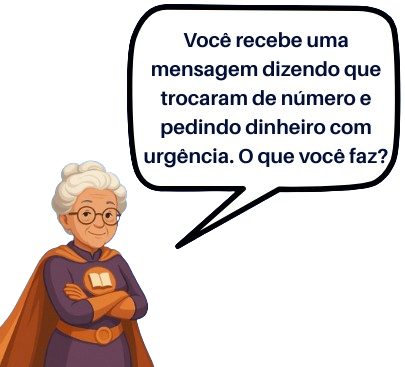 Você recebe uma
mensagem dizendo que
trocaram de número e
pedindo dinheiro com
urgência. O que você faz?